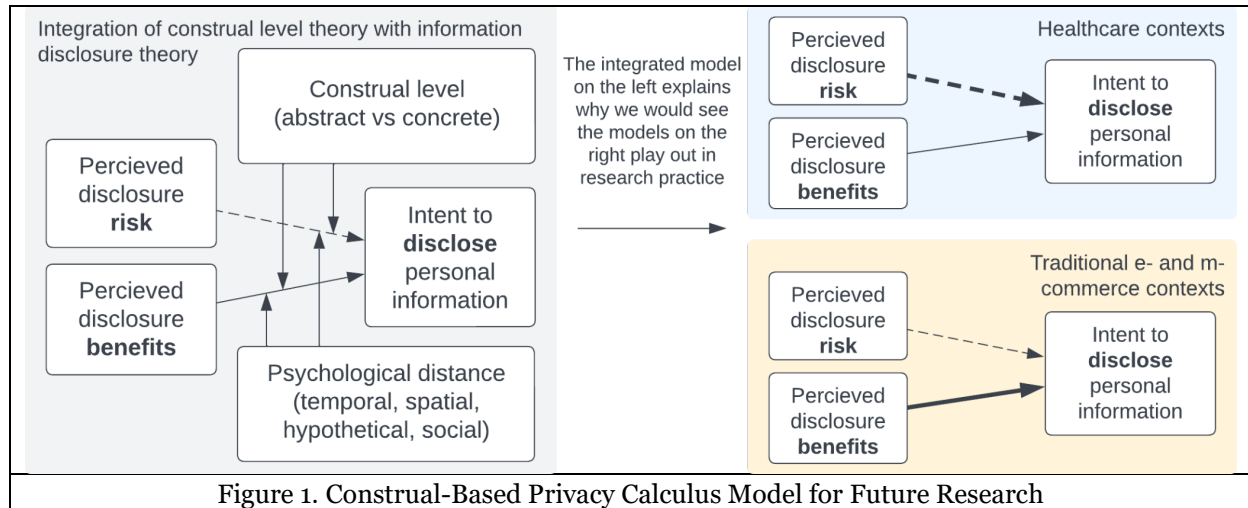 Integration of construal level theory with information
disclosure theory
Construal level
(abstract vs concrete)
Percieved
disclosure
risk
Percieved
disclosure
benefits
Intent to
disclose
personal
information
Psychological distance
(temporal, spatial,
hypothetical, social)
The integrated model
on the left explains
why we would see
the models on the
right play out in
research practice
Healthcare contexts
Percieved
disclosure
risk
Percieved
disclosure
benefits
Intent to
disclose
personal
information
Traditional e- and m-
commerce contexts
Percieved
disclosure
risk
Percieved
disclosure
benefits
Intent to
disclose
personal
information
Figure 1. Construal-Based Privacy Calculus Model for Future Research